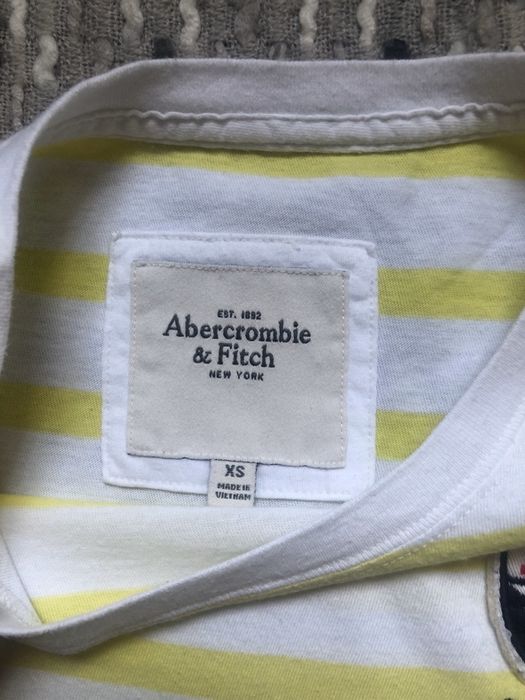 EST. 1892
Abercrombie
& Fitch
NEW YORK
XS
MADE IN
VIETNAM